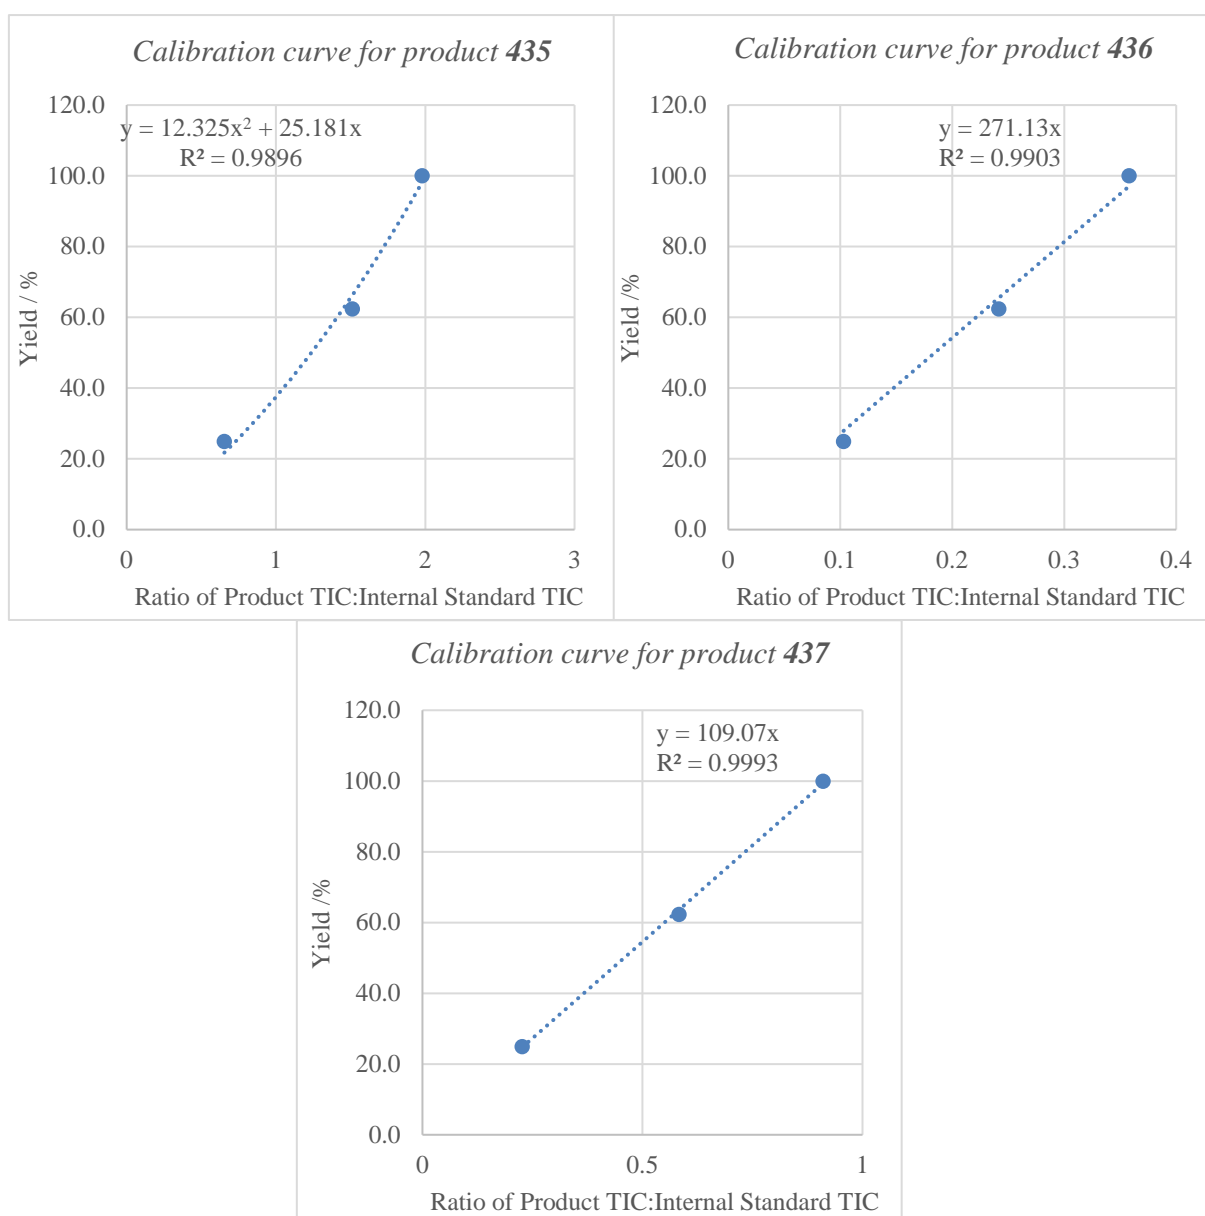 Calibration curve for product 435
y = 12.325x² + 25.181x
R² = 0.9896
120.0
100.0
80.0
60.0
40.0
20.0
0.0
Yield / %
0 1 2 3
Ratio of Product TIC:Internal Standard TIC
Calibration curve for product 436
y = 271.13x
R² = 0.9903
120.0
100.0
80.0
60.0
40.0
20.0
0.0
Yield /%
0 0.1 0.2 0.3 0.4
Ratio of Product TIC:Internal Standard TIC
Calibration curve for product 437
y = 109.07x
R² = 0.9993
120.0
100.0
80.0
60.0
40.0
20.0
0.0
Yield /%
0 0.5 1
Ratio of Product TIC:Internal Standard TIC